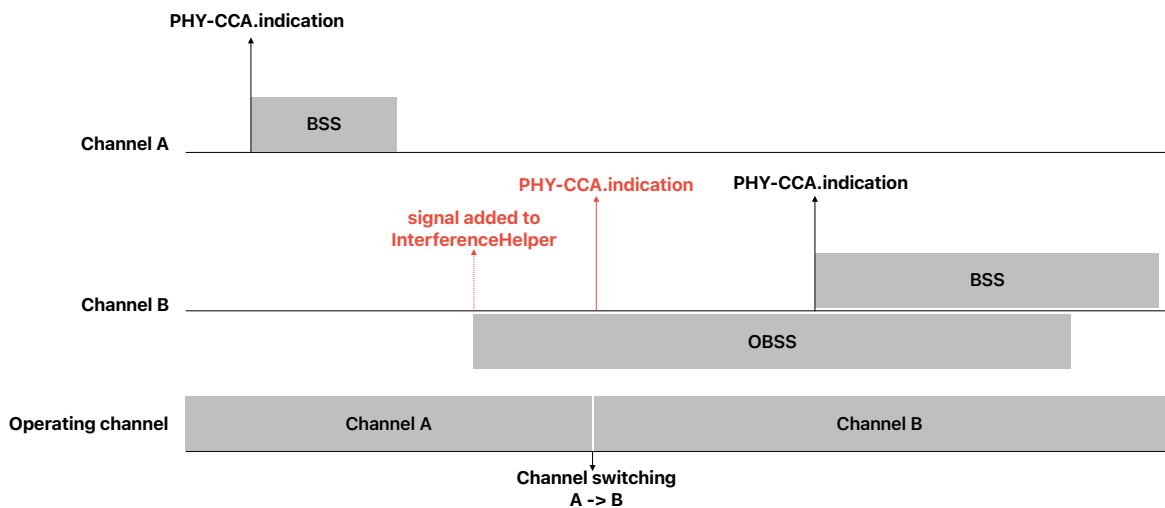 PHY-CCA.indication
BSS
Channel A
PHY-CCA.indication
PHY-CCA.indication
signal added to
InterferenceHelper
BSS
Channel B
OBSS
Operating channel
Channel A
Channel B
Channel switching
A -> B